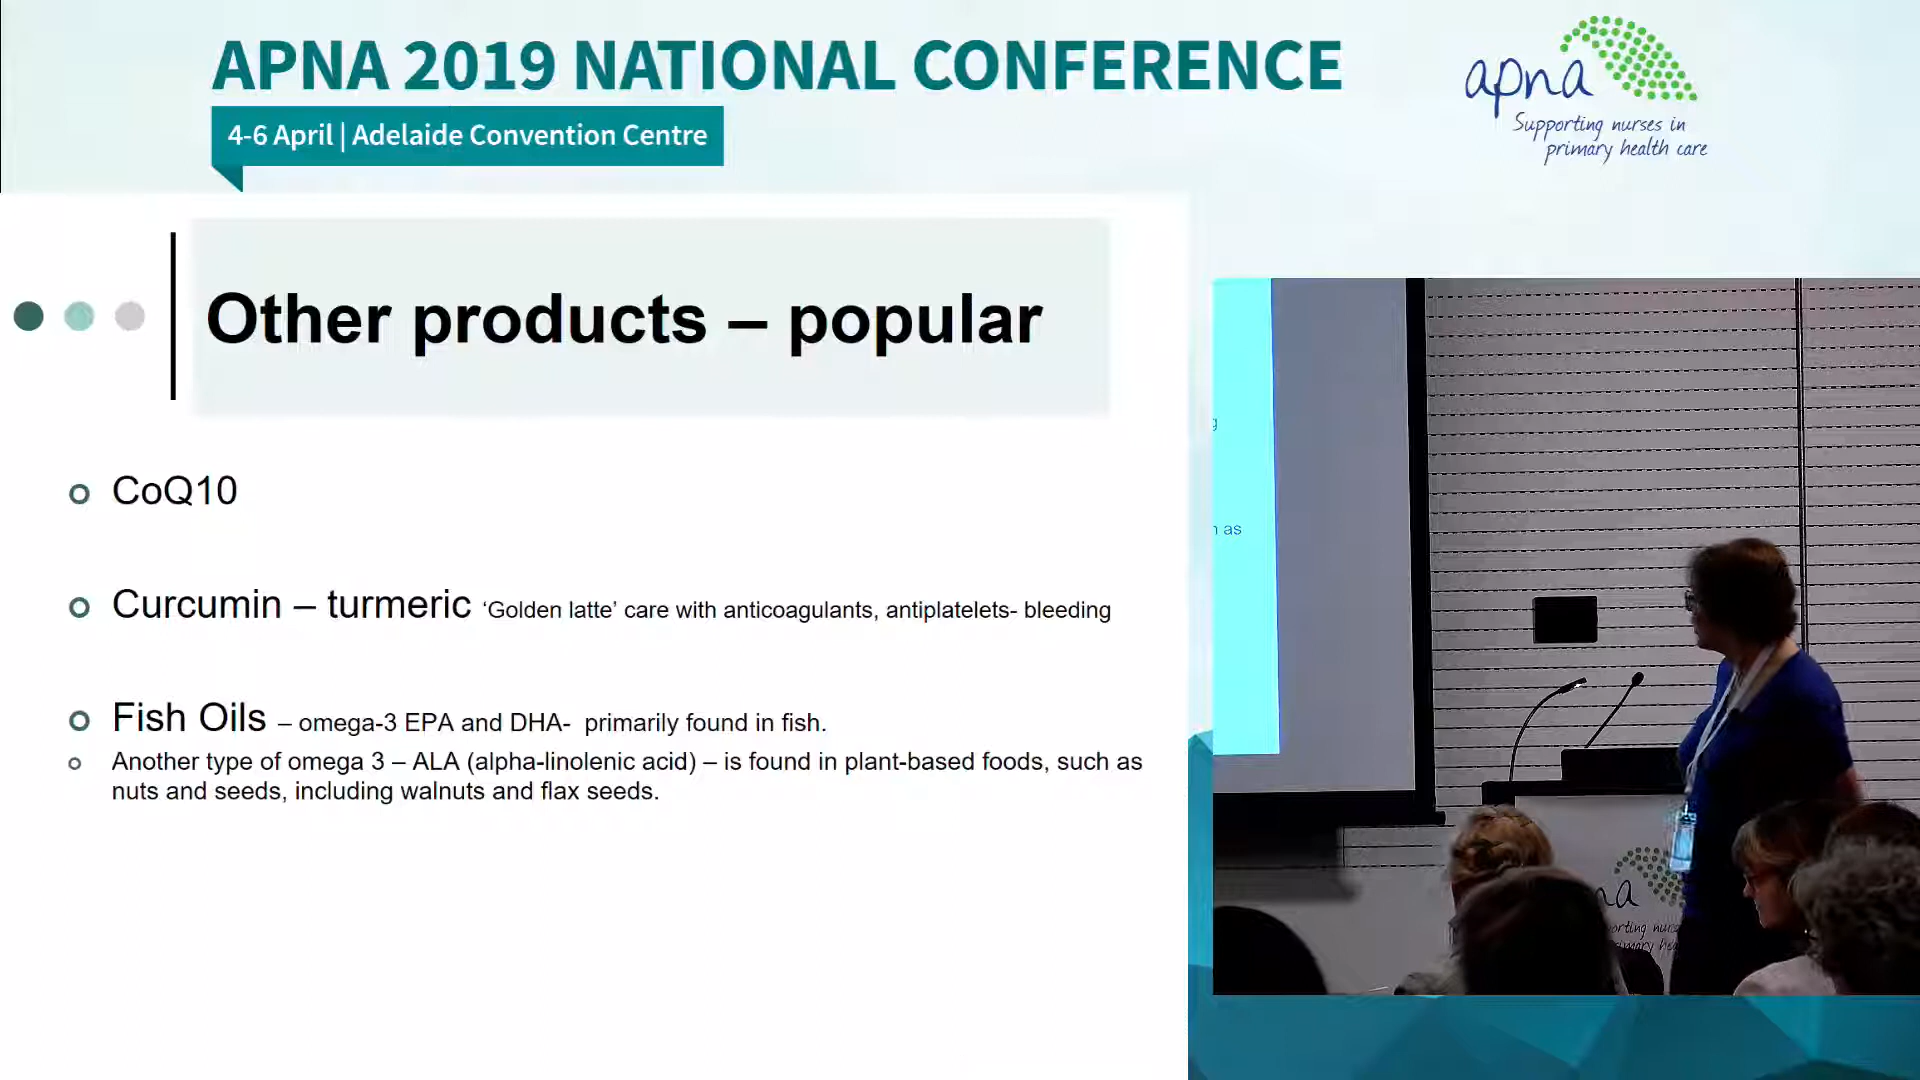 APNA 2019 NATIONAL CONFERENCE
4-6 April | Adelaide Convention Centre
apna
Supporting nurses in
primary health care
Other products – popular
CoQ10
Curcumin – turmeric ‘Golden latte’ care with anticoagulants, antiplatelets- bleeding
Fish Oils – omega-3 EPA and DHA- primarily found in fish.
Another type of omega 3 – ALA (alpha-linolenic acid) – is found in plant-based foods, such as
nuts and seeds, including walnuts and flax seeds.
as